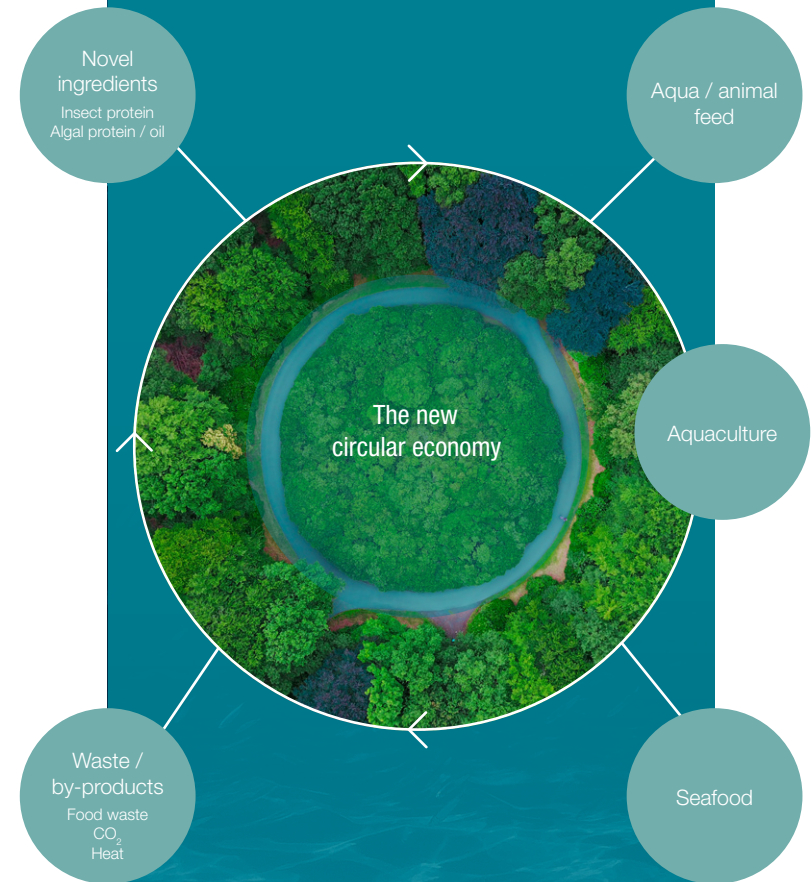 Novel
ingredients
Insect protein
Algal protein / oil
Aqua / animal
feed
The new
circular economy
Aquaculture
Waste /
by-products
Food waste
CO₂
Heat
Seafood